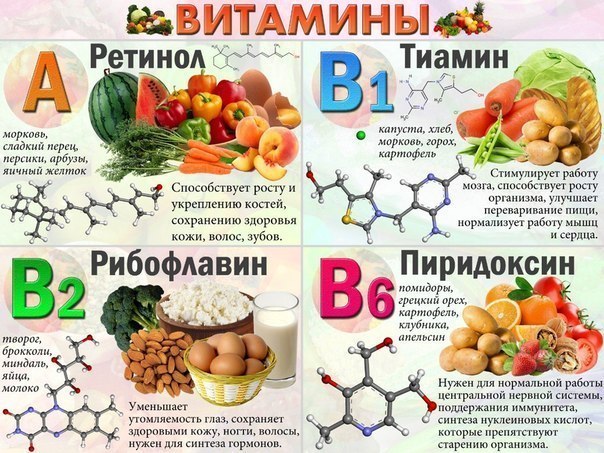 ВИТАМИНЫ
A
Ретинол
морковь,
сладкий перец,
персики, арбузы,
яичный желток
Способствует росту и
укреплению костей,
сохранению здоровья
кожи, волос, зубов.
B1
Тиамин
капуста, хлеб,
морковь, горох,
картофель
Стимулирует работу
мозга, способствует росту
организма, улучшает
переваривание пищи,
нормализует работу мышц
и сердца.
B2
Рибофлавин
творог,
брокколи,
миндаль,
яйца,
молоко
Уменьшает
утомляемость глаз, сохраняет
здоровыми кожу, ногти, волосы,
нужен для синтеза гормонов.
B6
Пиридоксин
помидоры,
грецкий орех,
картофель,
клубника,
апельсин
Нужен для нормальной работы
центральной нервной системы,
поддержания иммунитета,
синтеза нуклеиновых кислот,
которые препятствуют
старению организма.